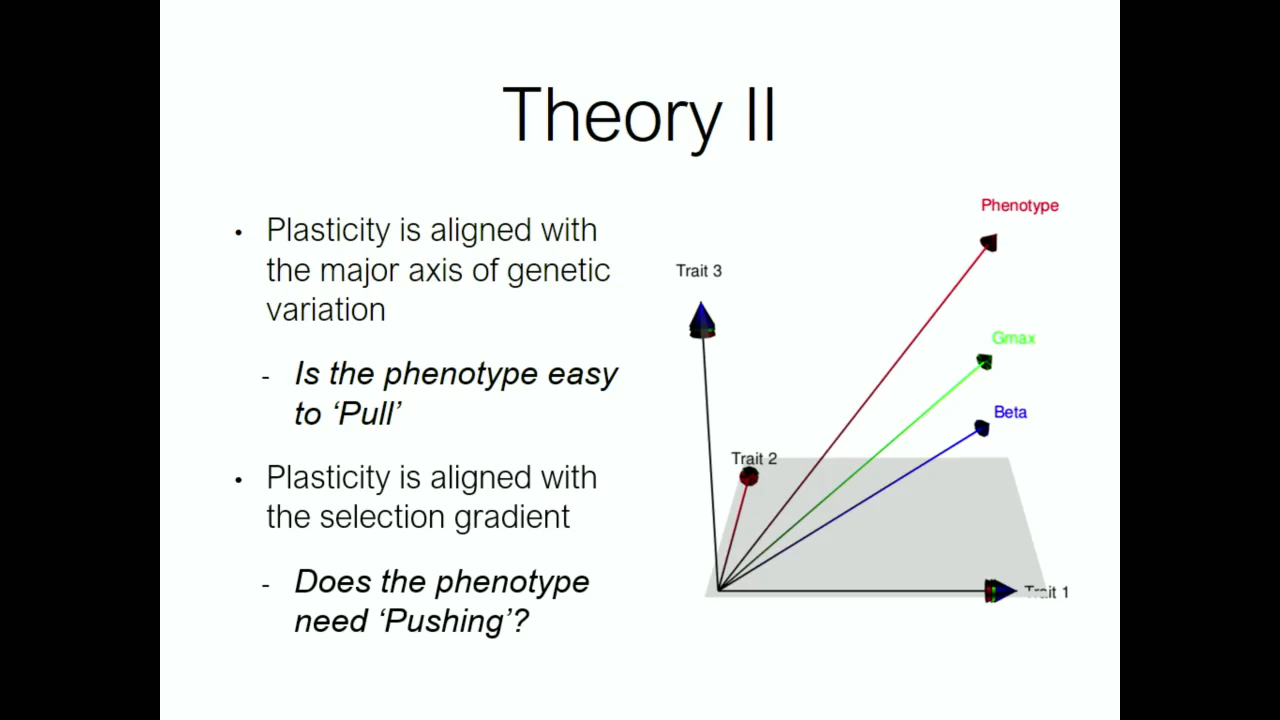 Theory II
• Plasticity is aligned with
the major axis of genetic
variation
- Is the phenotype easy
to ‘Pull’
• Plasticity is aligned with
the selection gradient
- Does the phenotype
need ‘Pushing’?
Phenotype
Trait 3
Gmax
Beta
Trait 2
Trait 1